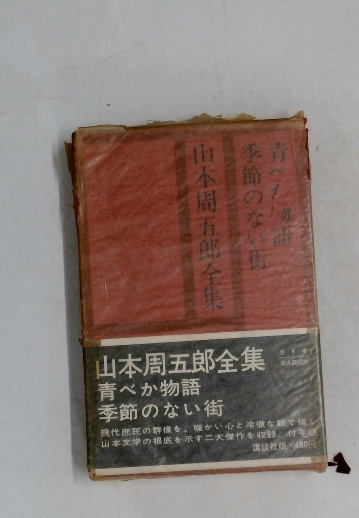 青べか物語
季節のない街
山本周五郎全集
山本周五郎全集
青べか物語
季節のない街
現代庶民の群像を、暖かい心と冷徹な眼で描く
山本文学の根底を示す二大傑作を収録
講談社版・480円